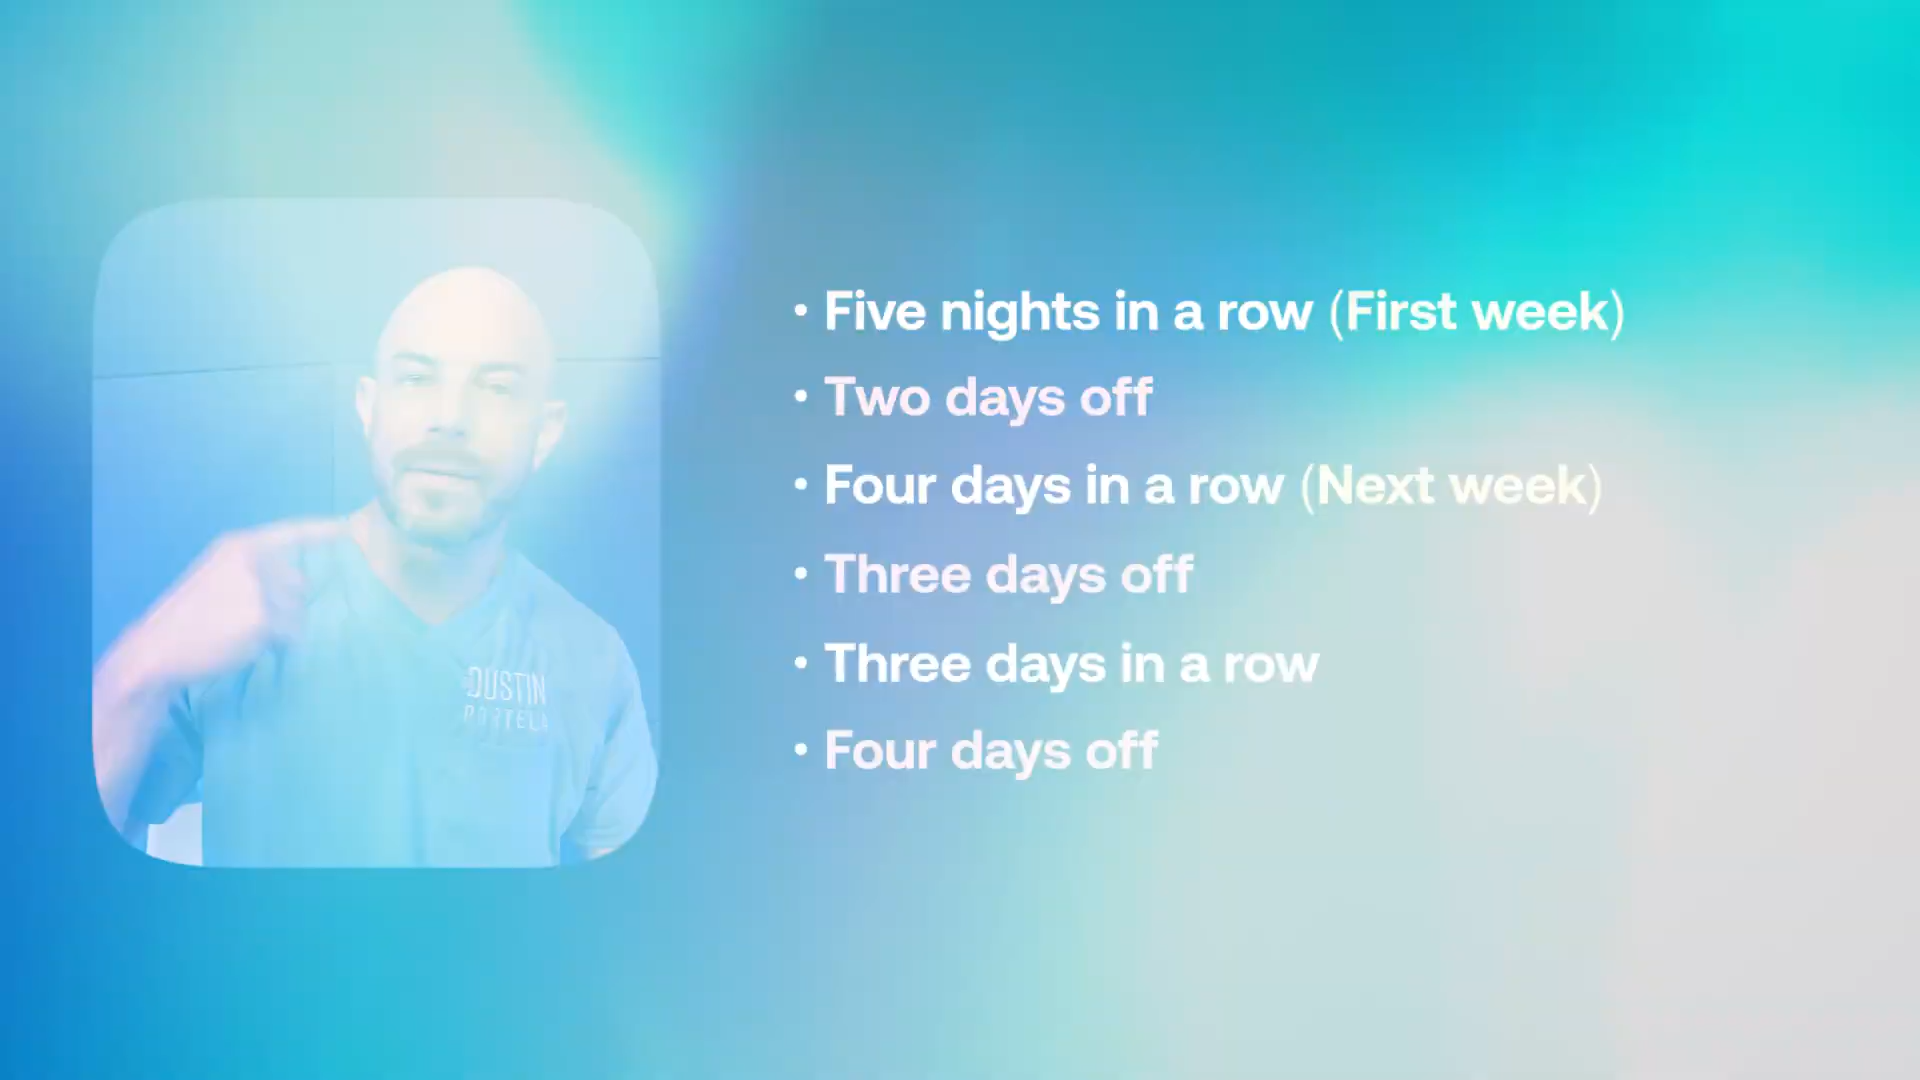 • Five nights in a row (First week)
• Two days off
• Four days in a row (Next week)
• Three days off
• Three days in a row
• Four days off
DUSTIN
PORTELA